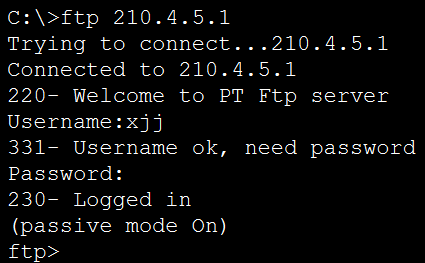 C:\>ftp 210.4.5.1
Trying to connect...210.4.5.1
Connected to 210.4.5.1
220- Welcome to PT Ftp server
Username:xjj
331- Username ok, need password
Password:
230- Logged in
(passive mode On)
ftp>